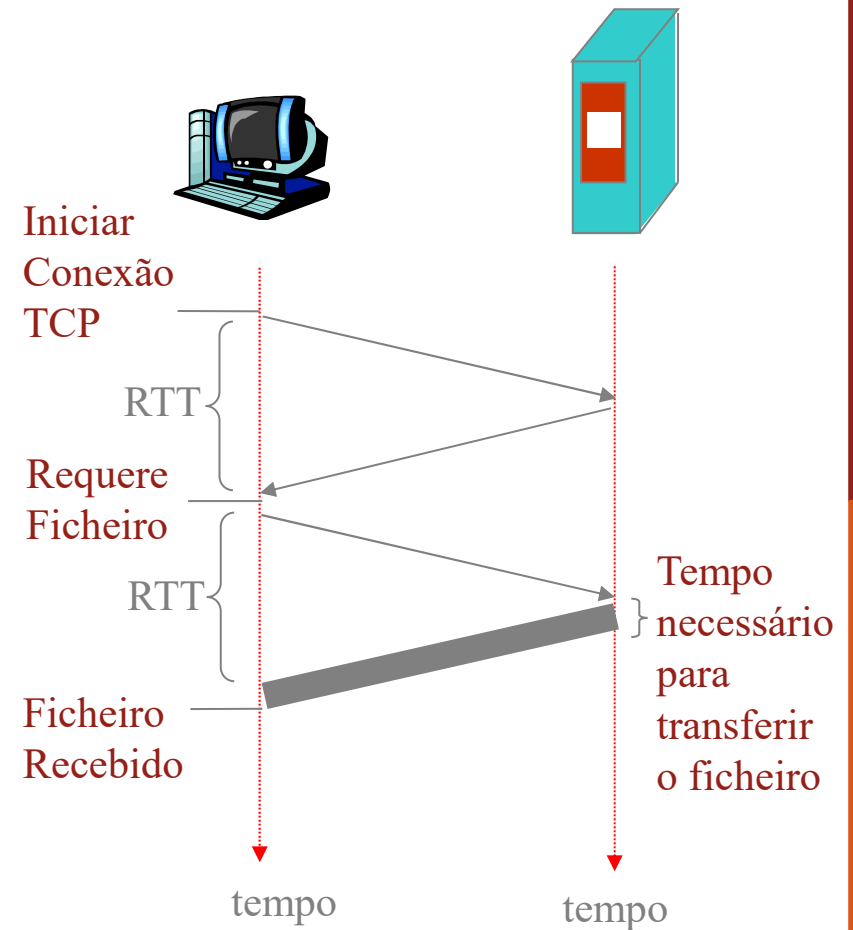 Iniciar
Conexão
TCP
RTT
Requere
Ficheiro
RTT
Tempo
necessário
para
transferir
o ficheiro
Ficheiro
Recebido
tempo
tempo